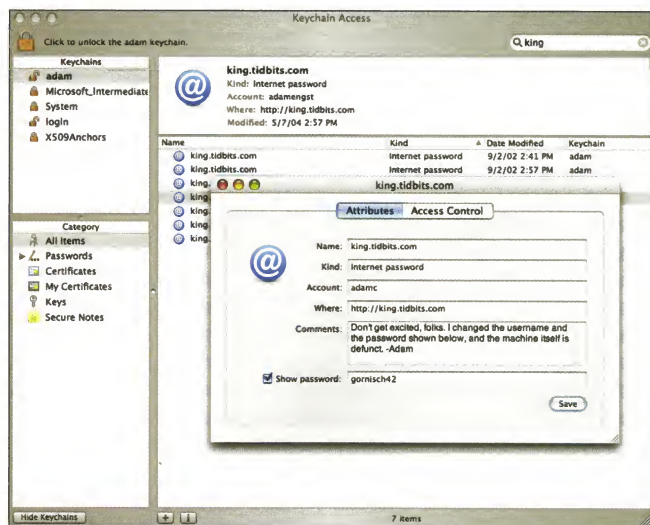 Keychain Access
Click to unlock the adam keychain.
king
Keychains
adam
Microsoft_Intermediate
System
login
X509Anchors
king.tidbits.com
Kind: Internet password
Account: adamengst
Where: http://king.tidbits.com
Modified: 5/7/04 2:57 PM
Name Kind Date Modified Keychain
king.tidbits.com Internet password 9/2/02 2:41 PM adam
king.tidbits.com Internet password 9/2/02 2:57 PM adam
king.
king
king.
king.
king.
king.tidbits.com
Attributes Access Control
Name: king.tidbits.com
Kind: Internet password
Account: adamc
Where: http://king.tidbits.com
Comments: Don't get excited, folks. I changed the username and
the password shown below, and the machine itself is
defunct. -Adam
Show password: gornisch42
Save
Category
All Items
Passwords
Certificates
My Certificates
Keys
Secure Notes
Hide Keychains
7 items